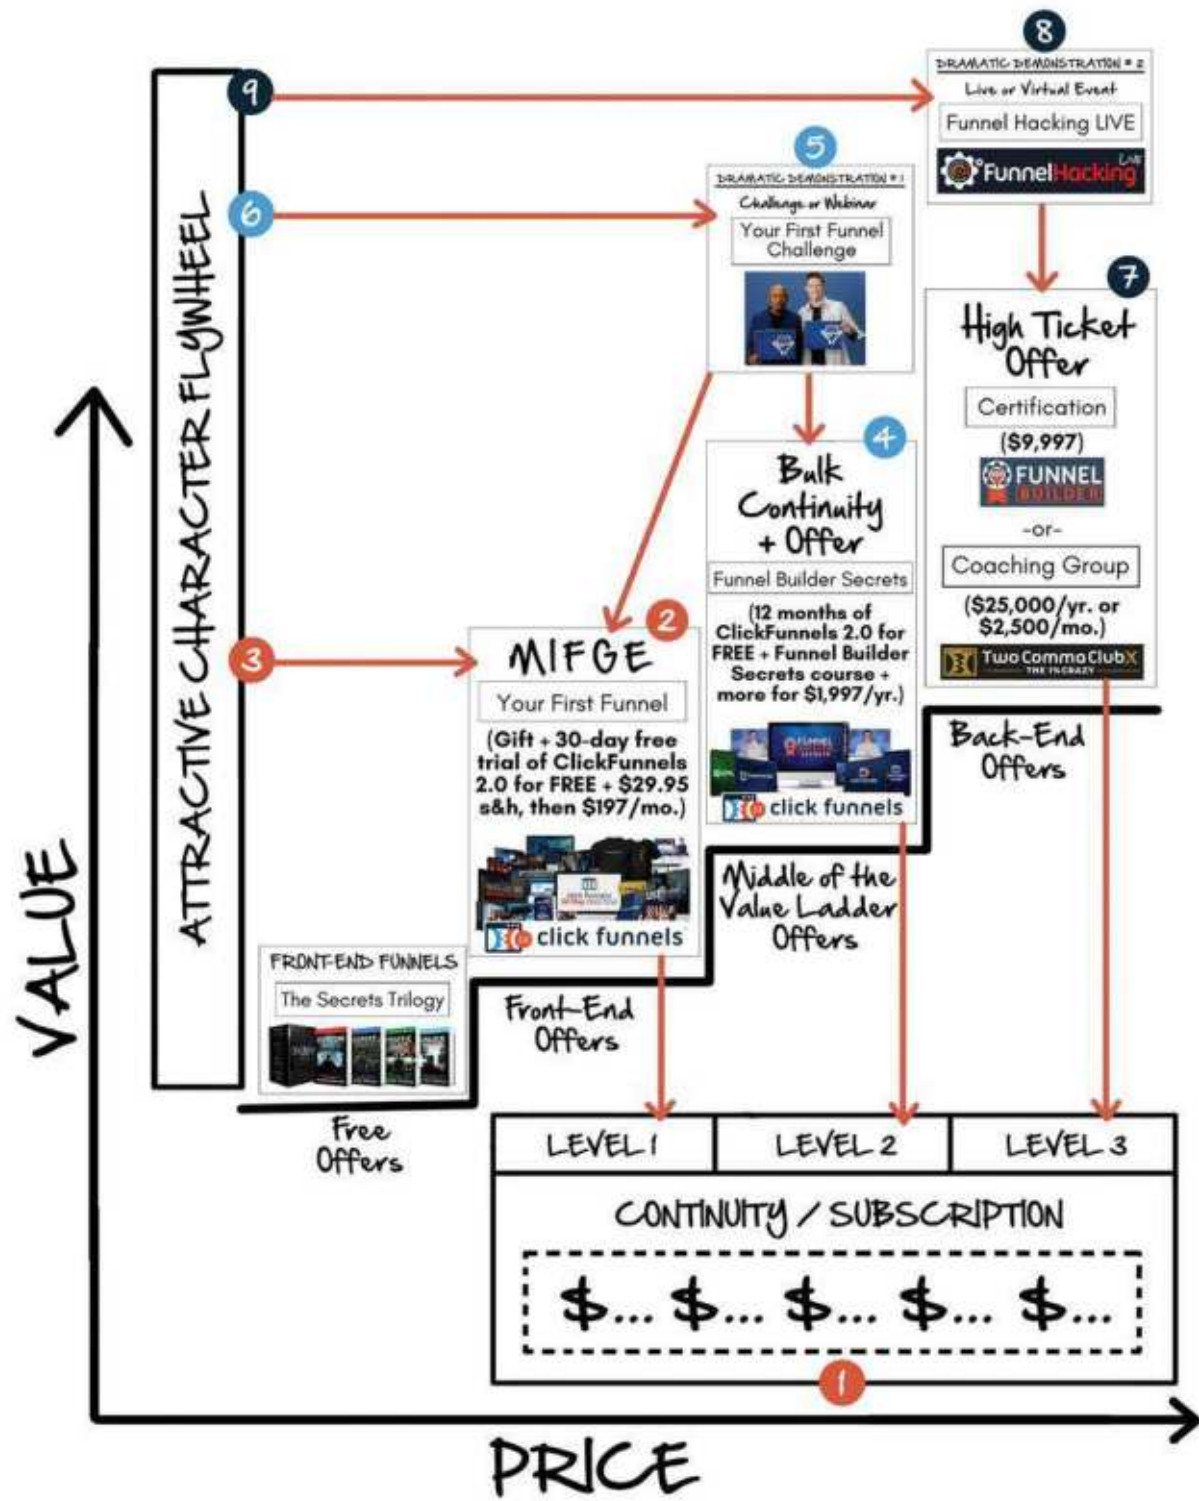 8
DRAMATIC DEMONSTRATION # 2
Live or Virtual Event
Funnel Hacking LIVE
FunnelHacking LIVE
9
5
DRAMATIC DEMONSTRATION # 1
Challenge or Webinar
Your First Funnel
Challenge
6
7
High Ticket
Offer
Certification
($9,997)
FUNNEL
BUILDER
-or-
Coaching Group
($25,000/yr. or
$2,500/mo.)
Two Comma Club X
THE 1% CRAZY
4
Bulk
Continuity
+ Offer
Funnel Builder Secrets
(12 months of
ClickFunnels 2.0 for
FREE + Funnel Builder
Secrets course +
more for $1,997/yr.)
click funnels
ATTRACTIVE CHARACTER FLYWHEEL
3
2
MIFGE
Your First Funnel
(Gift + 30-day free
trial of ClickFunnels
2.0 for FREE + $29.95
s&h, then $197/mo.)
click funnels
FRONT-END FUNNELS
The Secrets Trilogy
Back-End
Offers
Middle of the
Value Ladder
Offers
Front-End
Offers
Free
Offers
LEVEL 1
LEVEL 2
LEVEL 3
CONTINUITY / SUBSCRIPTION
$... $... $... $... $...
1
VALUE
PRICE